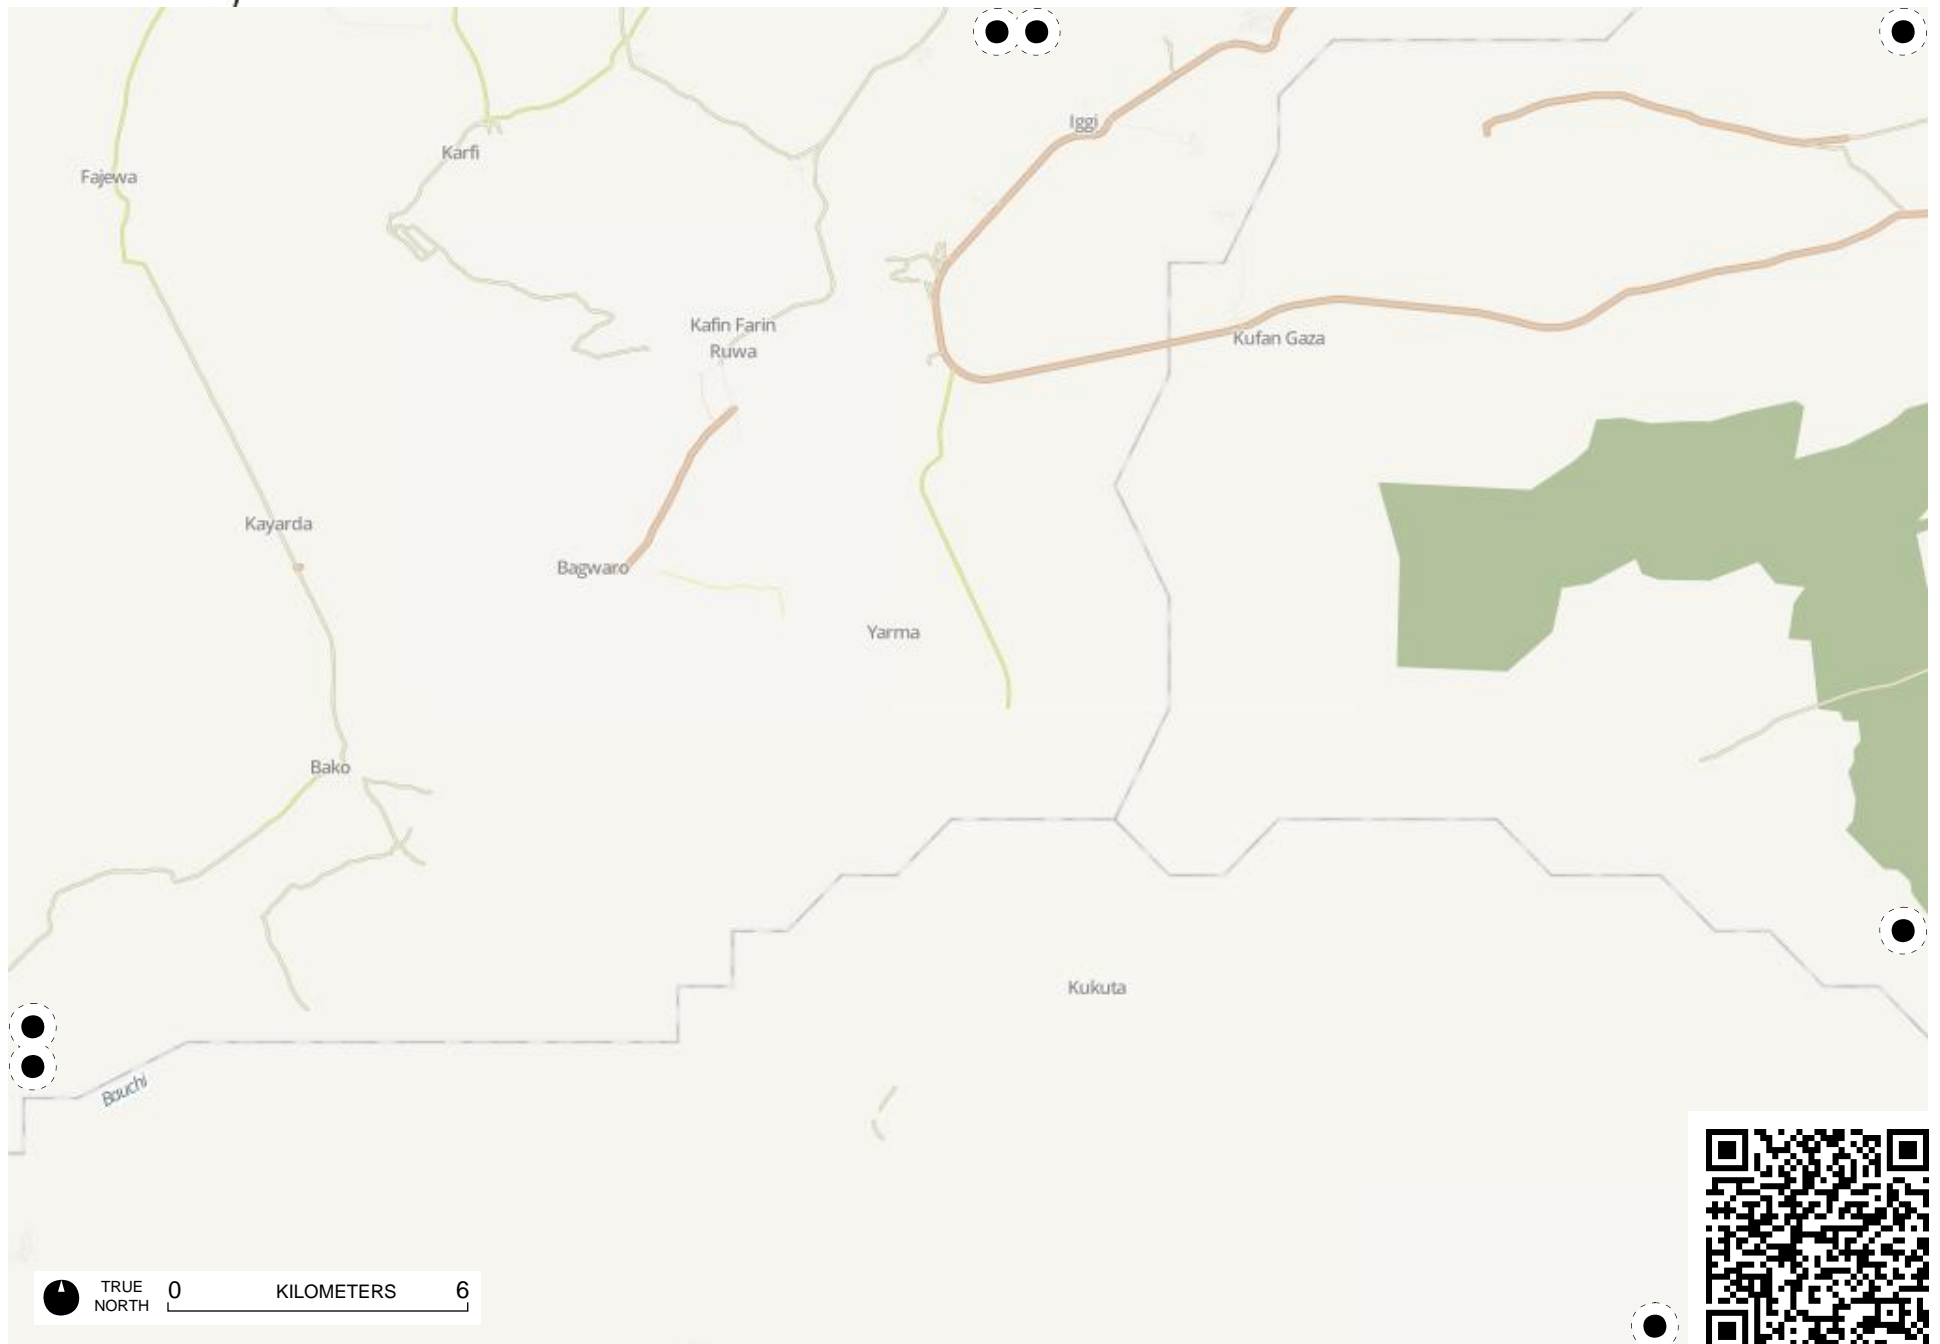 Iggi
Karfi
Fajewa
Kafin Farin
Ruwa
Kufan Gaza
Kayarda
Bagwaro
Yarma
Bako
Kukuta
Bauchi
TRUE
NORTH
0 KILOMETERS 6